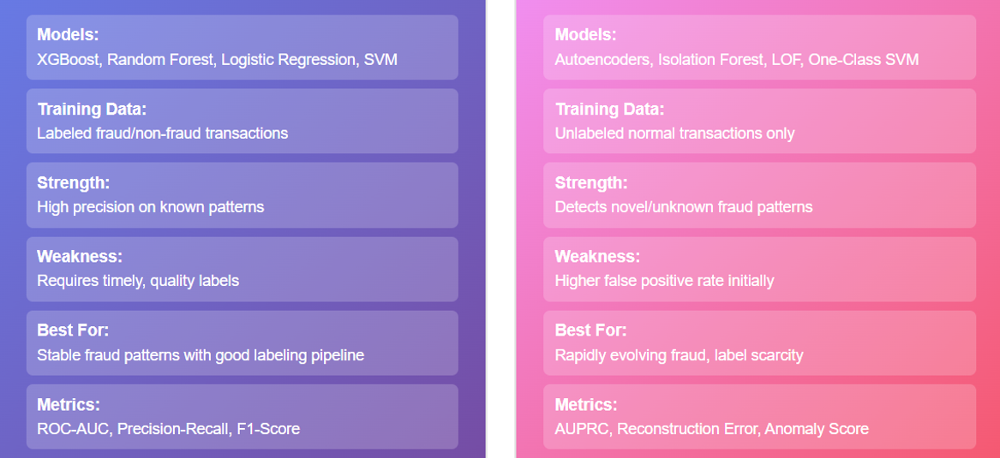 Models:
XGBoost, Random Forest, Logistic Regression, SVM
Training Data:
Labeled fraud/non-fraud transactions
Strength:
High precision on known patterns
Weakness:
Requires timely, quality labels
Best For:
Stable fraud patterns with good labeling pipeline
Metrics:
ROC-AUC, Precision-Recall, F1-Score
Models:
Autoencoders, Isolation Forest, LOF, One-Class SVM
Training Data:
Unlabeled normal transactions only
Strength:
Detects novel/unknown fraud patterns
Weakness:
Higher false positive rate initially
Best For:
Rapidly evolving fraud, label scarcity
Metrics:
AUPRC, Reconstruction Error, Anomaly Score